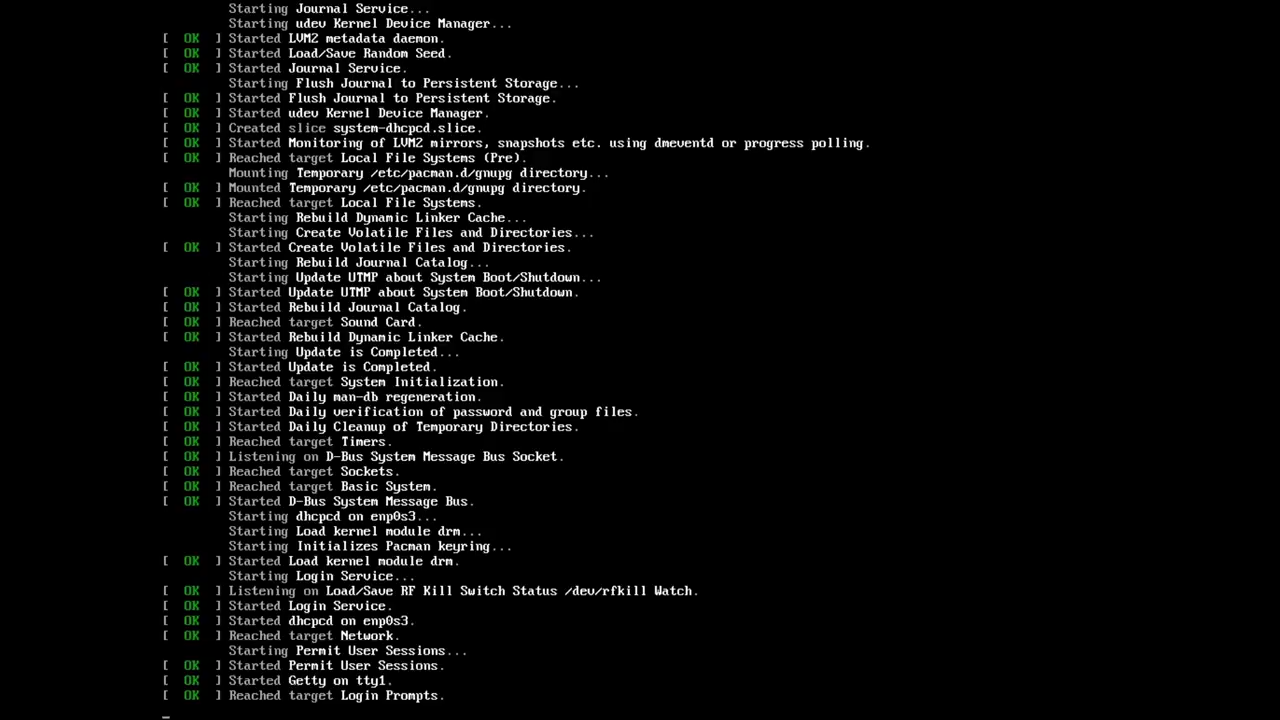 Starting Journal Service...
Starting udev Kernel Device Manager...
[  OK  ] Started LVM2 metadata daemon.
[  OK  ] Started Load/Save Random Seed.
[  OK  ] Started Journal Service.
Starting Flush Journal to Persistent Storage...
[  OK  ] Started Flush Journal to Persistent Storage.
[  OK  ] Started udev Kernel Device Manager.
[  OK  ] Created slice system-dhcpcd.slice.
[  OK  ] Started Monitoring of LVM2 mirrors, snapshots etc. using dmeventd or progress polling.
[  OK  ] Reached target Local File Systems (Pre).
Mounting Temporary /etc/pacman.d/gnupg directory...
[  OK  ] Mounted Temporary /etc/pacman.d/gnupg directory.
[  OK  ] Reached target Local File Systems.
Starting Rebuild Dynamic Linker Cache...
Starting Create Volatile Files and Directories...
[  OK  ] Started Create Volatile Files and Directories.
Starting Rebuild Journal Catalog...
Starting Update UTMP about System Boot/Shutdown...
[  OK  ] Started Update UTMP about System Boot/Shutdown.
[  OK  ] Started Rebuild Journal Catalog.
[  OK  ] Reached target Sound Card.
[  OK  ] Started Rebuild Dynamic Linker Cache.
Starting Update is Completed...
[  OK  ] Started Update is Completed.
[  OK  ] Reached target System Initialization.
[  OK  ] Started Daily man-db regeneration.
[  OK  ] Started Daily verification of password and group files.
[  OK  ] Started Daily Cleanup of Temporary Directories.
[  OK  ] Reached target Timers.
[  OK  ] Listening on D-Bus System Message Bus Socket.
[  OK  ] Reached target Sockets.
[  OK  ] Reached target Basic System.
[  OK  ] Started D-Bus System Message Bus.
Starting dhcpcd on enp0s3...
Starting Load kernel module drm...
Starting Initializes Pacman keyring...
[  OK  ] Started Load kernel module drm.
Starting Login Service...
[  OK  ] Listening on Load/Save RF Kill Switch Status /dev/rfkill Watch.
[  OK  ] Started Login Service.
[  OK  ] Started dhcpcd on enp0s3.
[  OK  ] Reached target Network.
Starting Permit User Sessions...
[  OK  ] Started Permit User Sessions.
[  OK  ] Started Getty on tty1.
[  OK  ] Reached target Login Prompts.